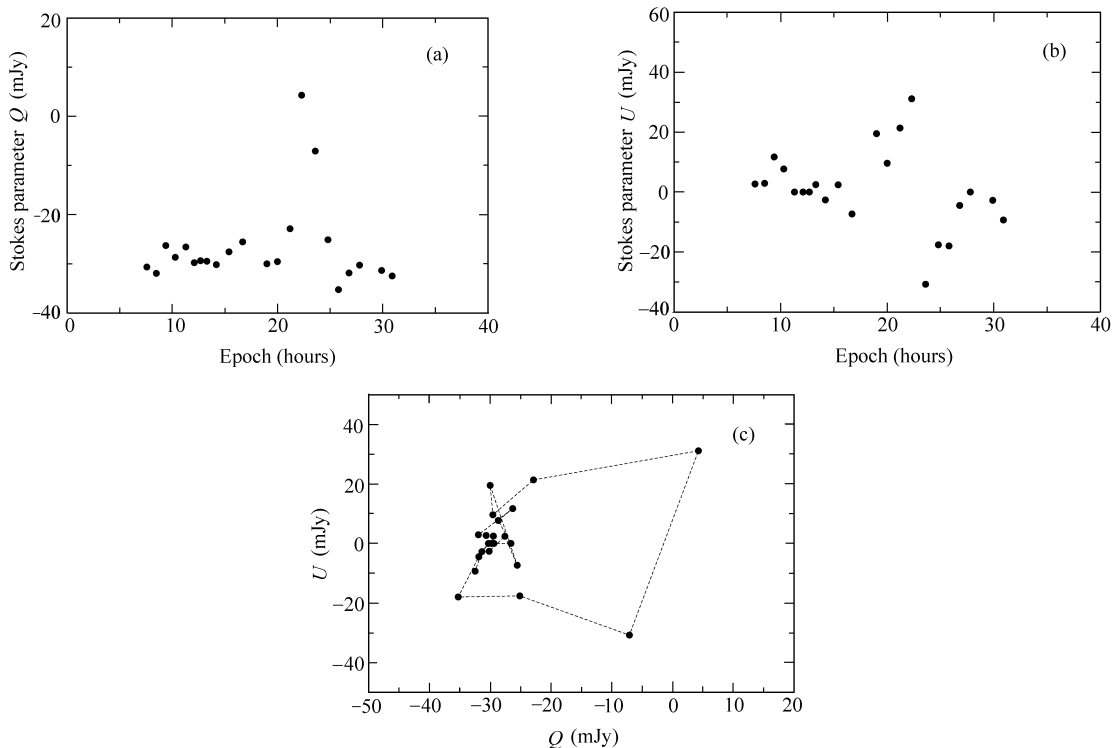 20
0
−20
−40
0 10 20 30 40
Stokes parameter Q (mJy)
Epoch (hours)
(a)
60
40
20
0
−20
−40
0 10 20 30 40
Stokes parameter U (mJy)
Epoch (hours)
(b)
40
20
0
−20
−40
−50 −40 −30 −20 −10 0 10 20
U (mJy)
Q (mJy)
(c)